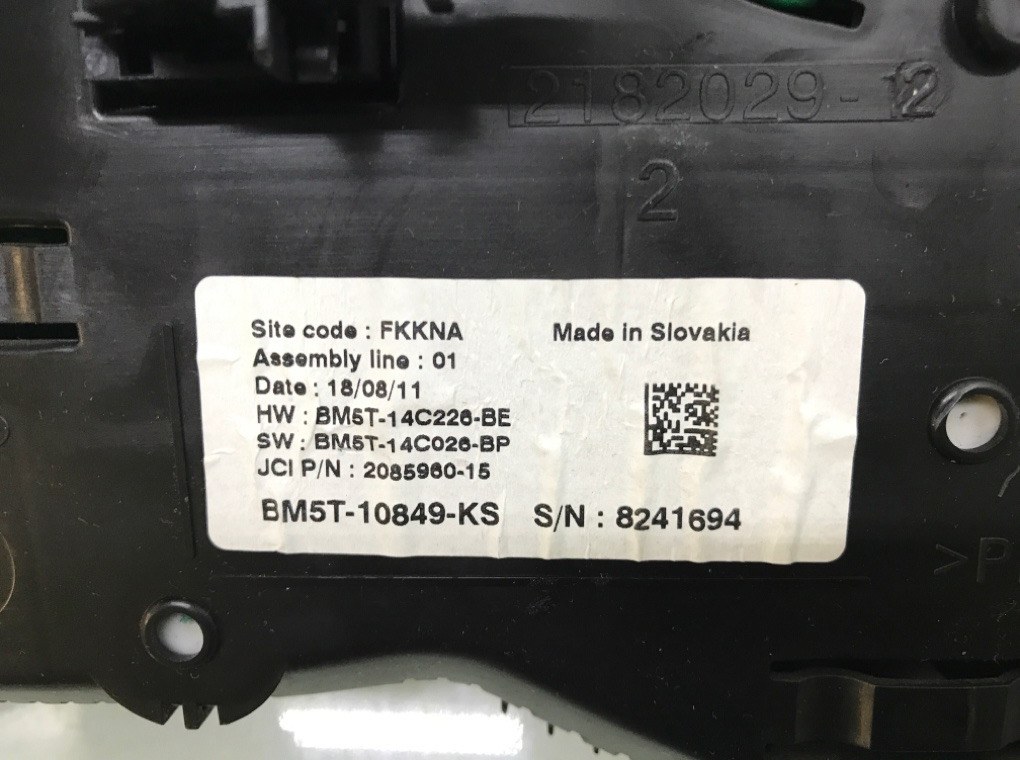 2182029-12
2
Site code : FKKNA
Made in Slovakia
Assembly line : 01
Date : 18/08/11
HW : BM5T-14C226-BE
SW : BM5T-14C026-BP
JCI P/N : 2085960-15
BM5T-10849-KS S/N : 8241694
>P